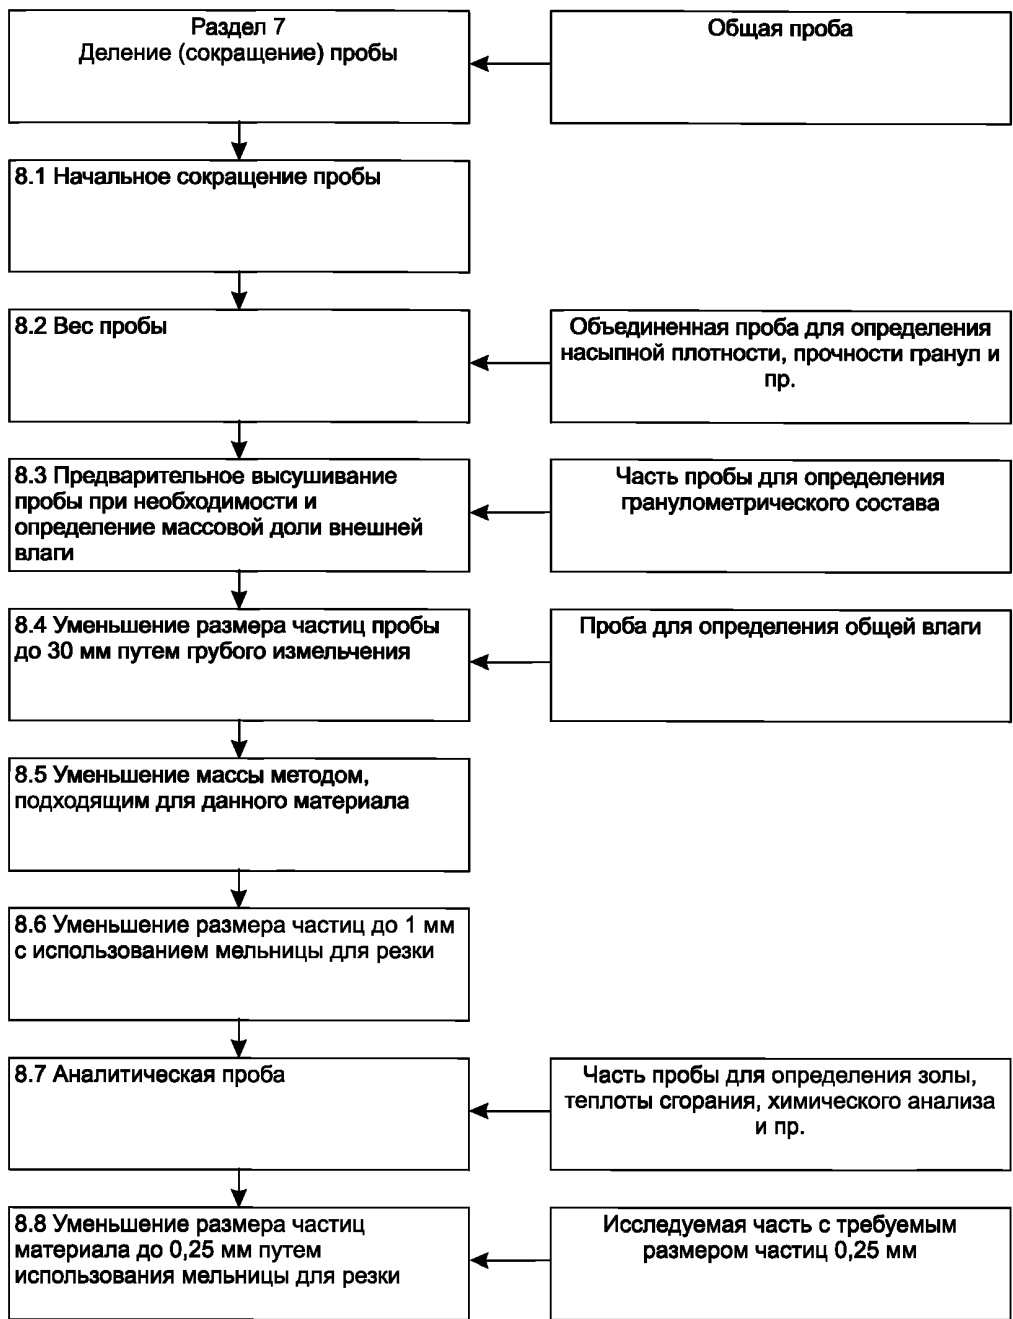 Раздел 7
Деление (сокращение) пробы
Общая проба
8.1 Начальное сокращение пробы
8.2 Вес пробы
Объединенная проба для определения
насыпной плотности, прочности гранул и
пр.
8.3 Предварительное высушивание
пробы при необходимости и
определение массовой доли внешней
влаги
Часть пробы для определения
гранулометрического состава
8.4 Уменьшение размера частиц пробы
до 30 мм путем грубого измельчения
Проба для определения общей влаги
8.5 Уменьшение массы методом,
подходящим для данного материала
8.6 Уменьшение размера частиц до 1 мм
с использованием мельницы для резки
8.7 Аналитическая проба
Часть пробы для определения золы,
теплоты сгорания, химического анализа
и пр.
8.8 Уменьшение размера частиц
материала до 0,25 мм путем
использования мельницы для резки
Исследуемая часть с требуемым
размером частиц 0,25 мм